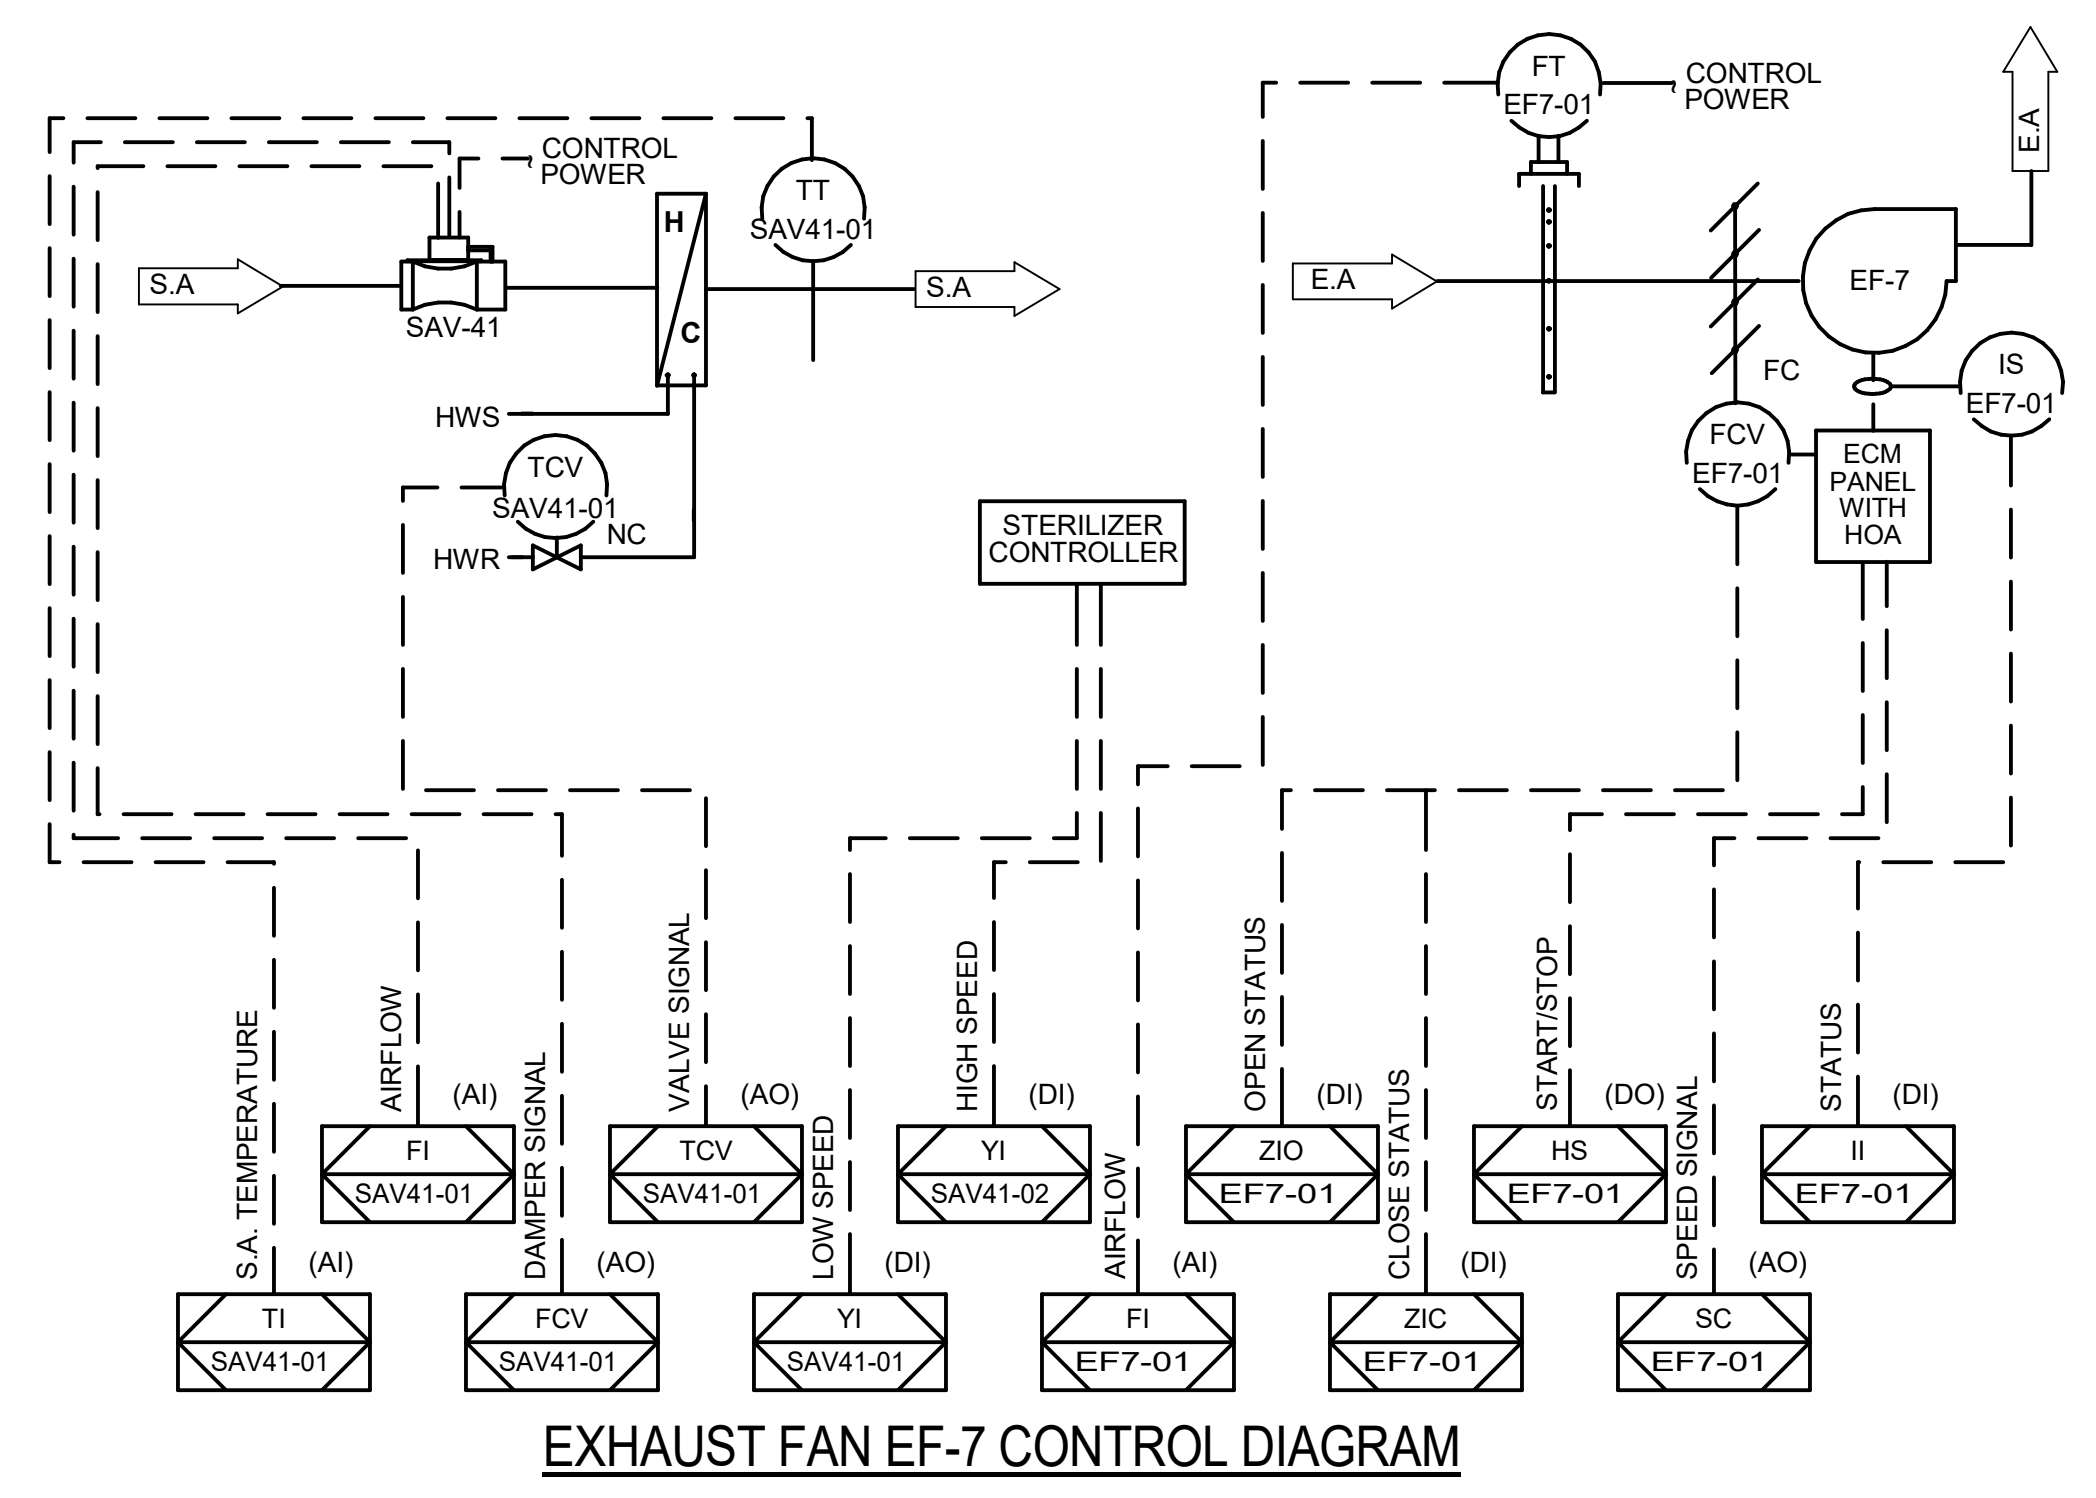 FT
EF7-01
CONTROL
POWER
E.A
CONTROL
POWER
TT
SAV41-01
H
C
S.A
SAV-41
S.A
E.A
EF-7
HWS
FC
IS
EF7-01
TCV
SAV41-01
NC
HWR
FCV
EF7-01
ECM
PANEL
WITH
HOA
STERILIZER
CONTROLLER
S.A. TEMPERATURE
(AI)
TI
SAV41-01
AIRFLOW
(AI)
FI
SAV41-01
DAMPER SIGNAL
(AO)
FCV
SAV41-01
VALVE SIGNAL
(AO)
TCV
SAV41-01
LOW SPEED
(DI)
YI
SAV41-01
HIGH SPEED
(DI)
YI
SAV41-02
AIRFLOW
(AI)
FI
EF7-01
OPEN STATUS
(DI)
ZIO
EF7-01
CLOSE STATUS
(DI)
ZIC
EF7-01
START/STOP
(DO)
HS
EF7-01
SPEED SIGNAL
(AO)
SC
EF7-01
STATUS
(DI)
II
EF7-01
EXHAUST FAN EF-7 CONTROL DIAGRAM